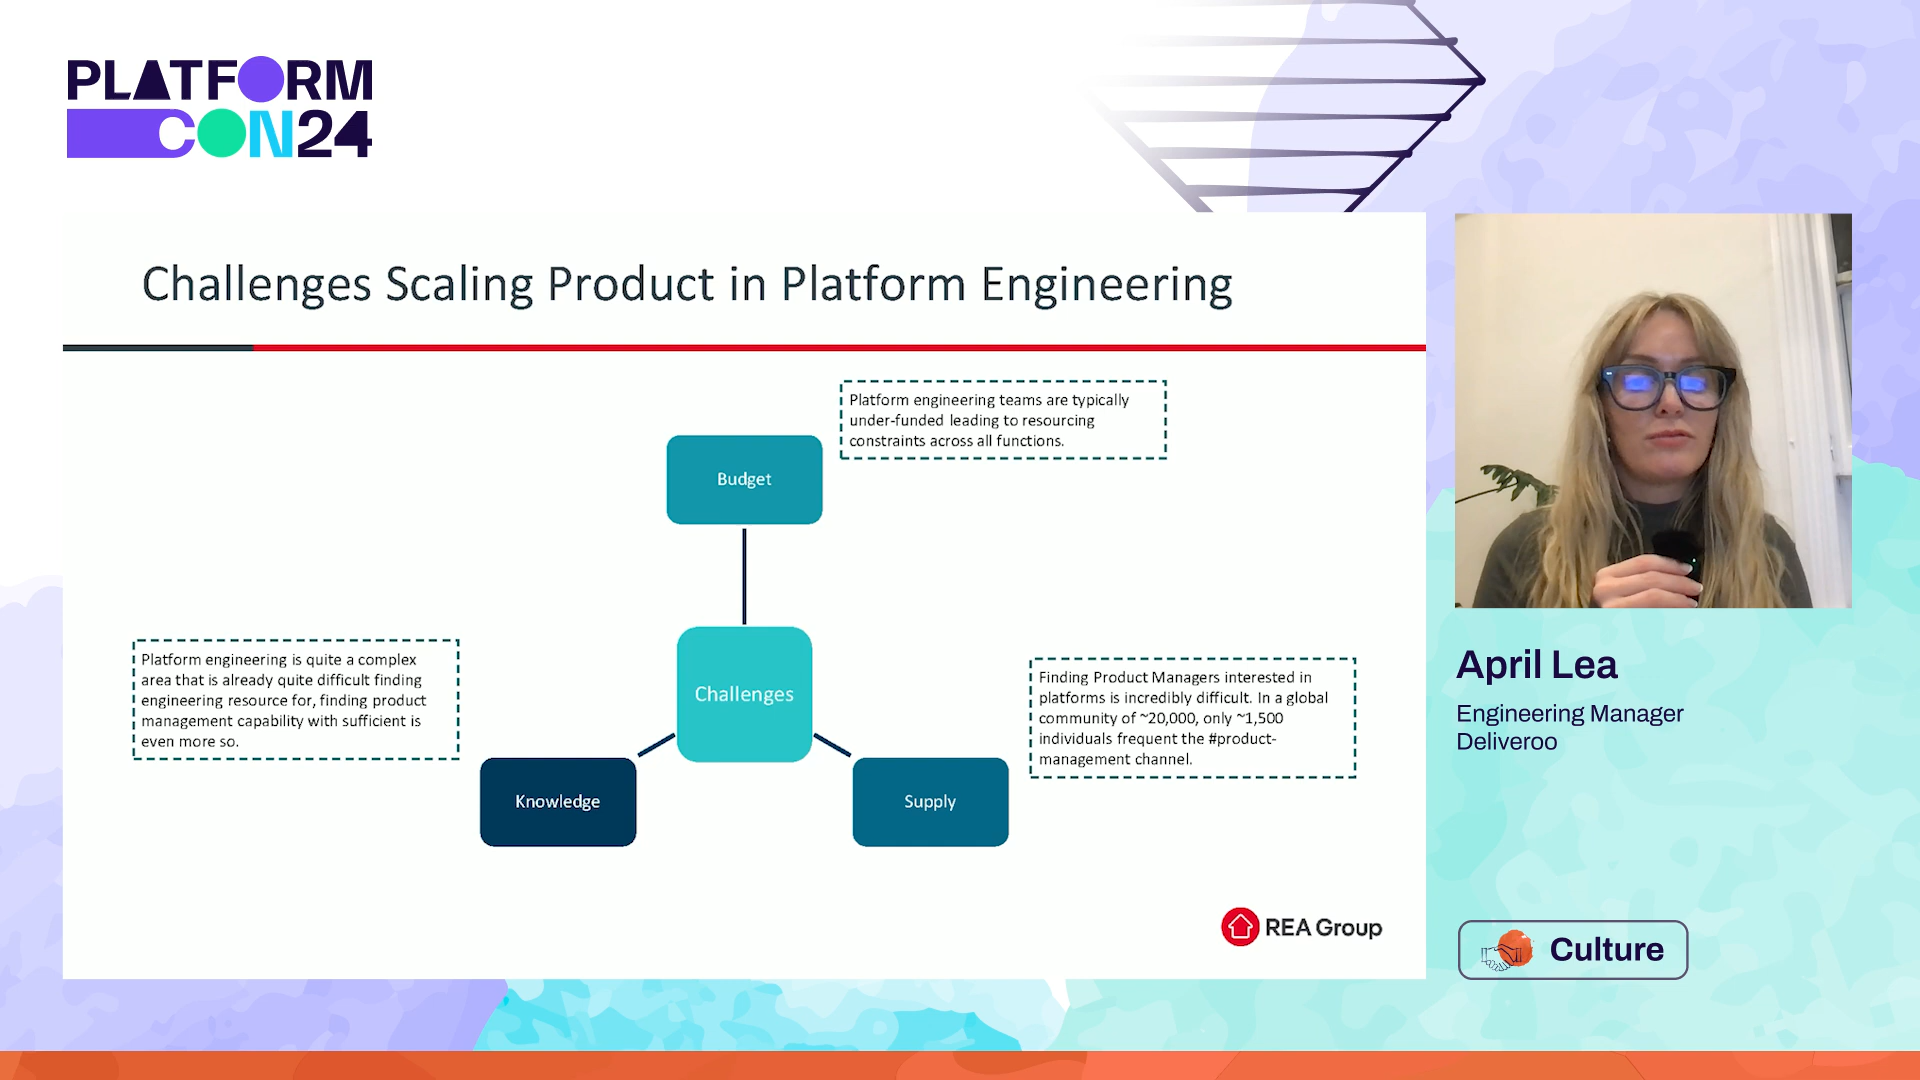 PLATFORM
CON24
Challenges Scaling Product in Platform Engineering
Platform engineering teams are typically
under-funded leading to resourcing
constraints across all functions.
Budget
Platform engineering is quite a complex
area that is already quite difficult finding
engineering resource for, finding product
management capability with sufficient is
even more so.
Challenges
Finding Product Managers interested in
platforms is incredibly difficult. In a global
community of ~20,000, only ~1,500
individuals frequent the #product-
management channel.
Knowledge
Supply
REA Group
April Lea
Engineering Manager
Deliveroo
Culture